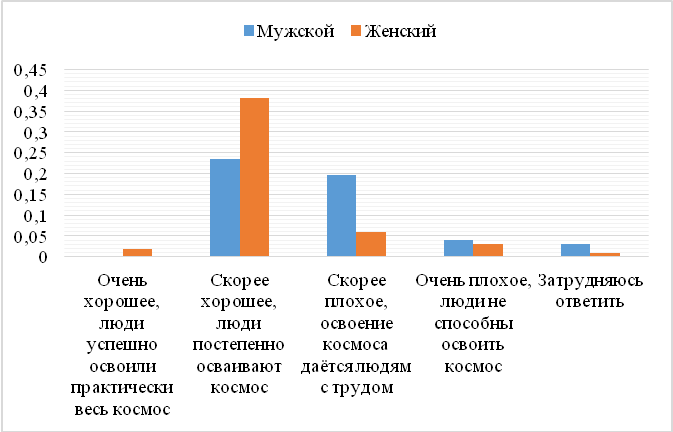 Мужской Женский
0,45
0,4
0,35
0,3
0,25
0,2
0,15
0,1
0,05
0
Очень
хорошее,
люди
успешно
освоили
практически
весь космос
Скорее
хорошее,
люди
постепенно
осваивают
космос
Скорее
плохое,
освоение
космоса
даётся людям
с трудом
Очень плохое,
люди не
способны
освоить
космос
Затрудняюсь
ответить